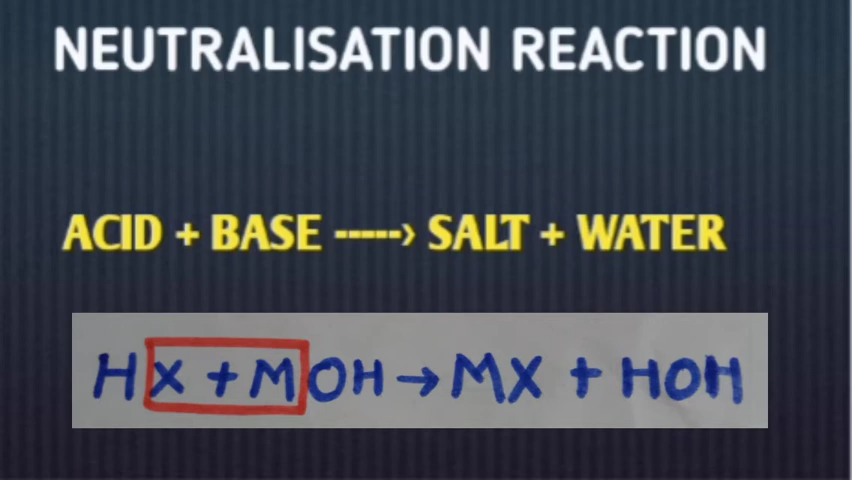 NEUTRALISATION REACTION
ACID + BASE -----> SALT + WATER
HX + MOH → MX + HOH